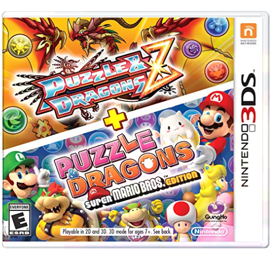 PUZZLE &
DRAGONS Z
+
PUZZLE
& DRAGONS
SUPER MARIO BROS. EDITION
Playable in 2D and 3D. 3D mode for ages 7+. See back.
NINTENDO 3DS
EVERYONE
E
ESRB
GungHo
Nintendo